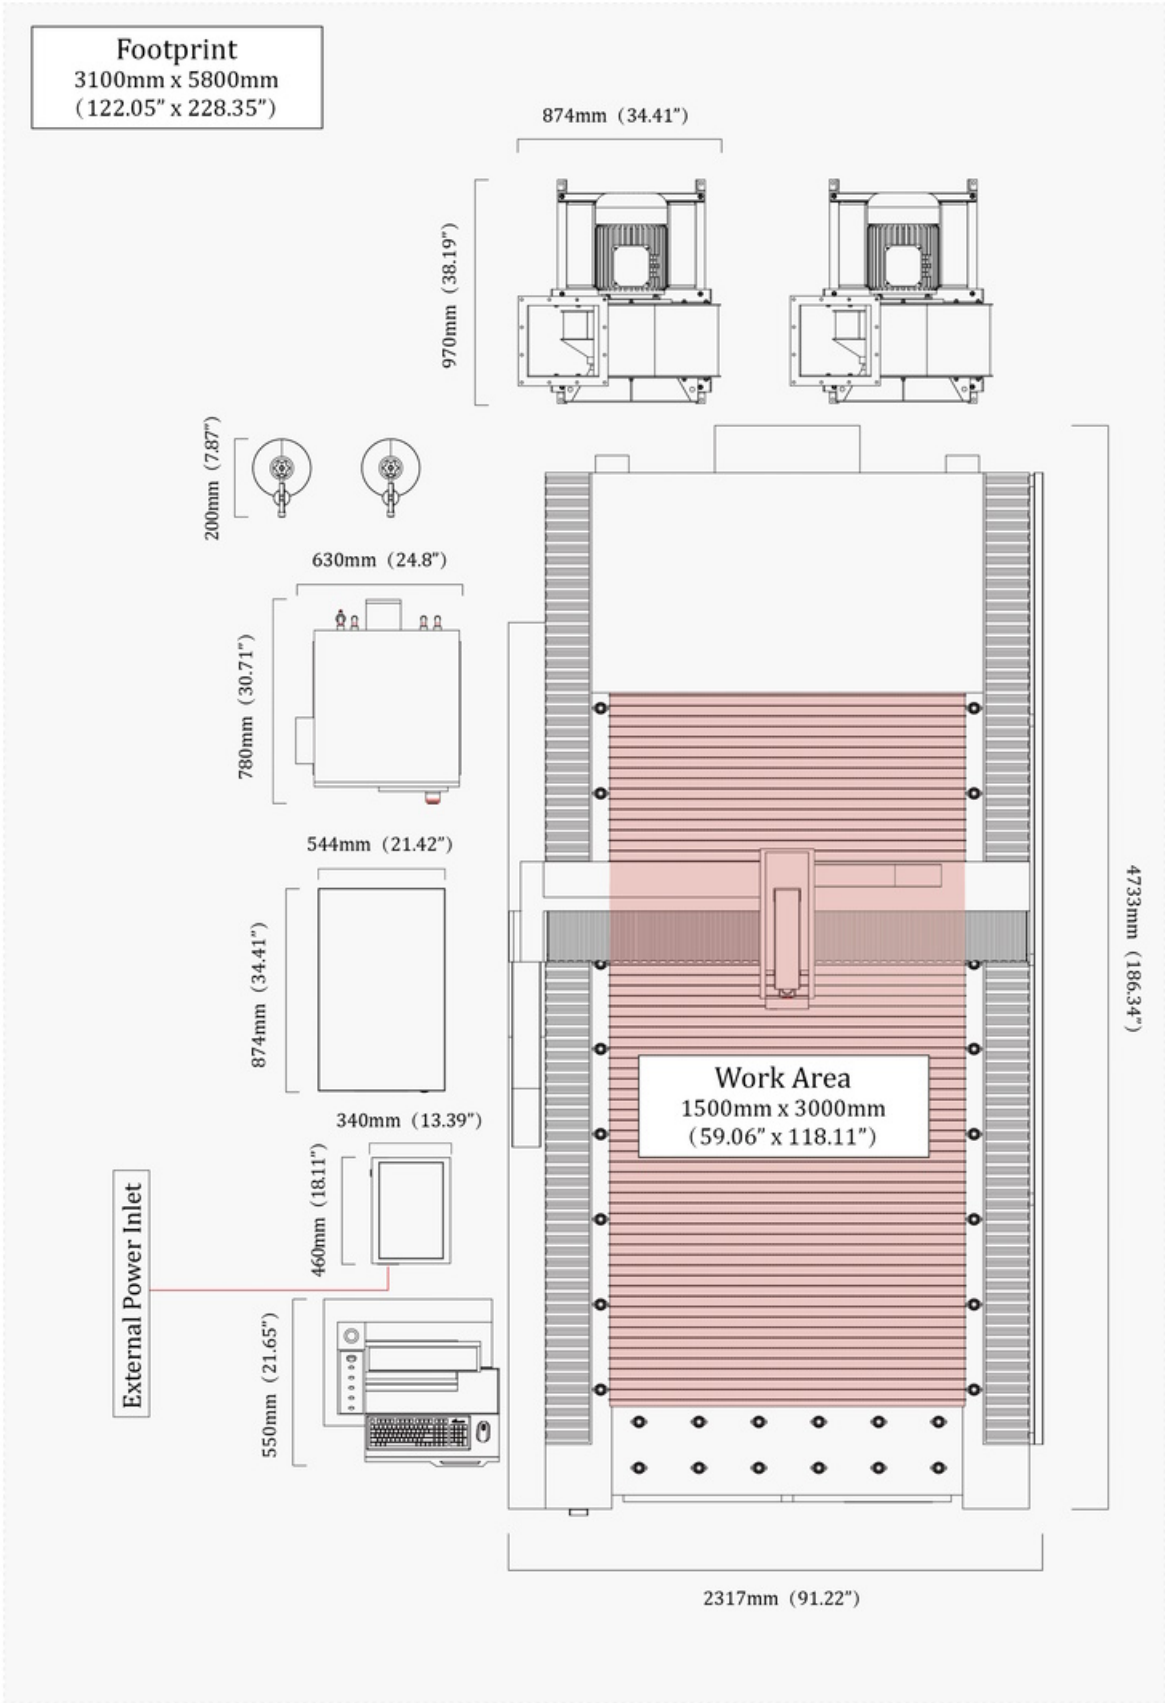 Footprint
3100mm x 5800mm
(122.05” x 228.35”)
874mm (34.41”)
970mm (38.19”)
200mm (7.87”)
630mm (24.8”)
780mm (30.71”)
544mm (21.42”)
874mm (34.41”)
4733mm (186.34”)
Work Area
1500mm x 3000mm
(59.06” x 118.11”)
340mm (13.39”)
460mm (18.11”)
External Power Inlet
550mm (21.65”)
2317mm (91.22”)